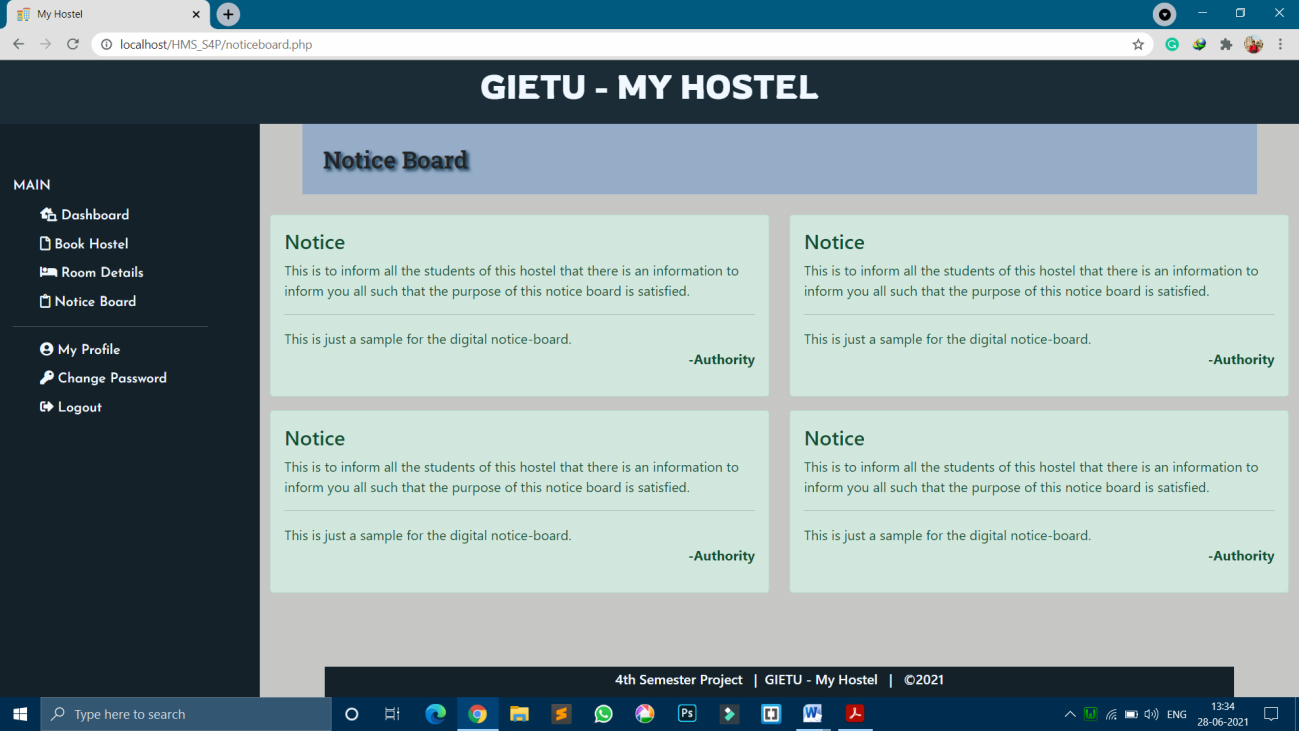 My Hostel
localhost/HMS_S4P/noticeboard.php
GIETU - MY HOSTEL
MAIN
Dashboard
Book Hostel
Room Details
Notice Board
My Profile
Change Password
Logout
Notice Board
Notice
This is to inform all the students of this hostel that there is an information to
inform you all such that the purpose of this notice board is satisfied.
This is just a sample for the digital notice-board.
-Authority
Notice
This is to inform all the students of this hostel that there is an information to
inform you all such that the purpose of this notice board is satisfied.
This is just a sample for the digital notice-board.
-Authority
Notice
This is to inform all the students of this hostel that there is an information to
inform you all such that the purpose of this notice board is satisfied.
This is just a sample for the digital notice-board.
-Authority
Notice
This is to inform all the students of this hostel that there is an information to
inform you all such that the purpose of this notice board is satisfied.
This is just a sample for the digital notice-board.
-Authority
4th Semester Project | GIETU - My Hostel | ©2021
Type here to search
Ps
W
ENG
13:34
28-06-2021